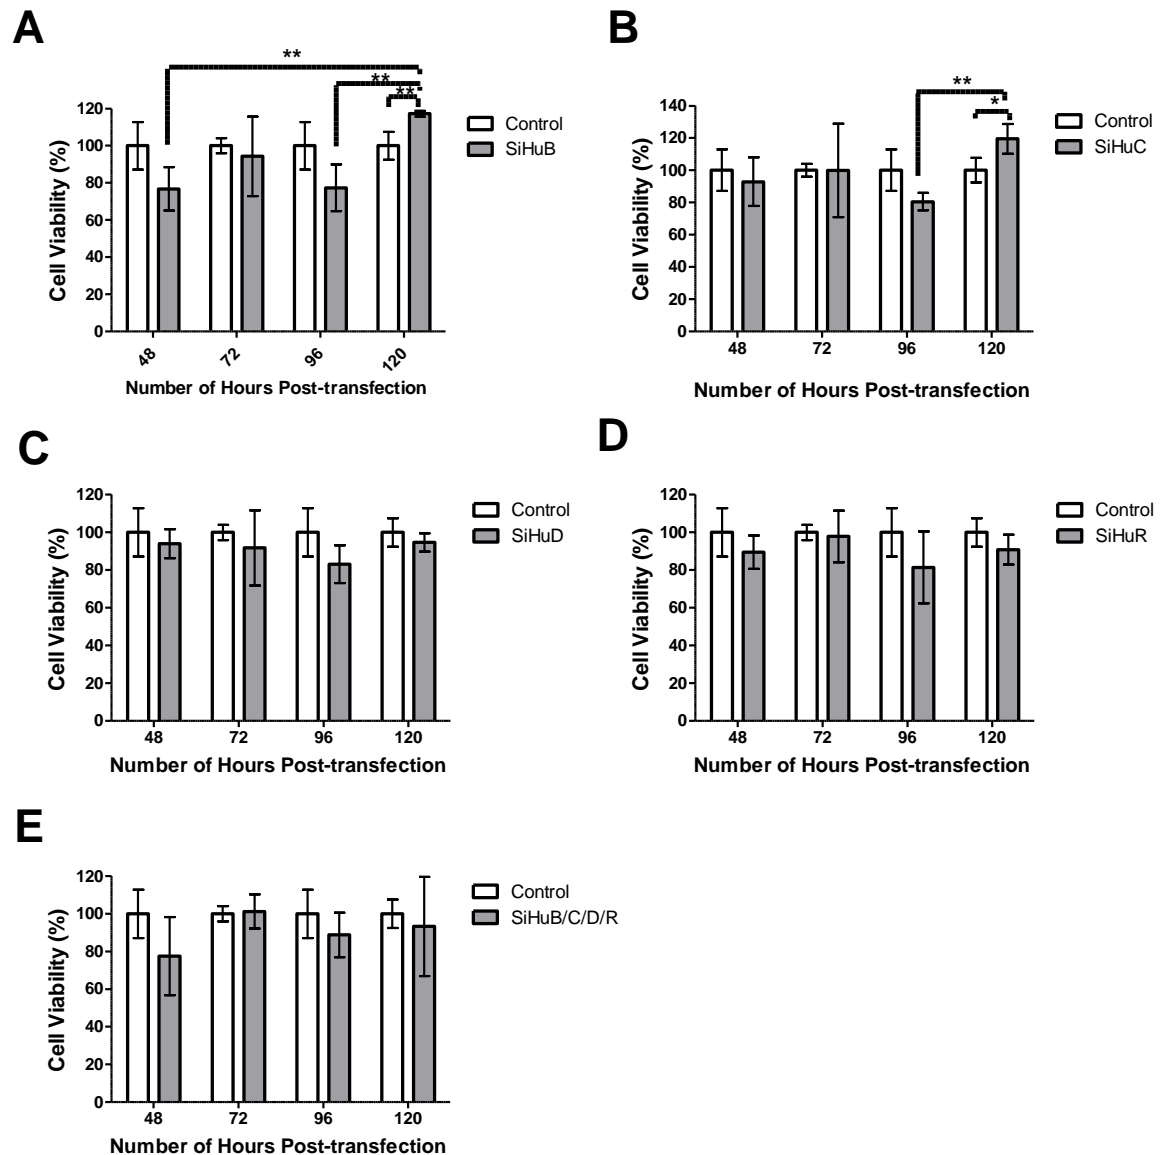 A
**
**
**
Cell Viability (%)
120
100
80
60
40
20
0
48
72
96
120
Number of Hours Post-transfection
Control
SiHuB
B
**
*
Cell Viability (%)
140
120
100
80
60
40
20
0
48
72
96
120
Number of Hours Post-transfection
Control
SiHuC
C
Cell Viability (%)
120
100
80
60
40
20
0
48
72
96
120
Number of Hours Post-transfection
Control
SiHuD
D
Cell Viability (%)
120
100
80
60
40
20
0
48
72
96
120
Number of Hours Post-transfection
Control
SiHuR
E
Cell Viability (%)
120
100
80
60
40
20
0
48
72
96
120
Number of Hours Post-transfection
Control
SiHuB/C/D/R